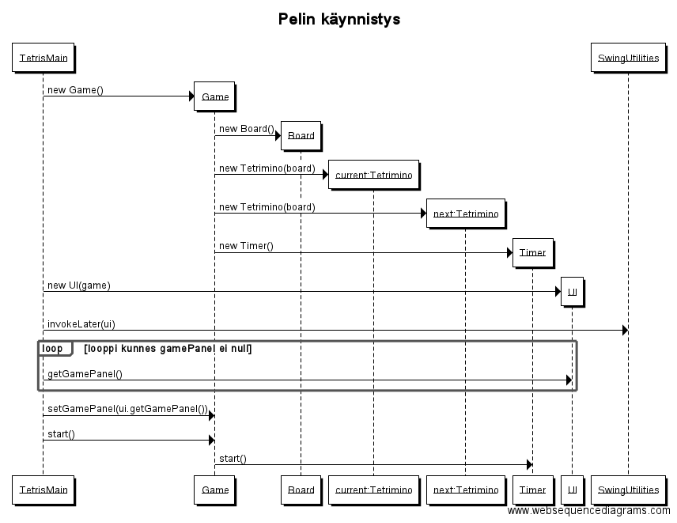 Pelin käynnistys
TetrisMain
SwingUtilities
new Game()
Game
new Board()
Board
new Tetrimino(board)
current:Tetrimino
new Tetrimino(board)
next:Tetrimino
new Timer()
Timer
new UI(game)
UI
invokeLater(ui)
loop [looppi kunnes gamePanel ei null]
getGamePanel()
setGamePanel(ui.getGamePanel())
start()
start()
TetrisMain Game Board current:Tetrimino next:Tetrimino Timer UI SwingUtilities
www.websequencediagrams.com